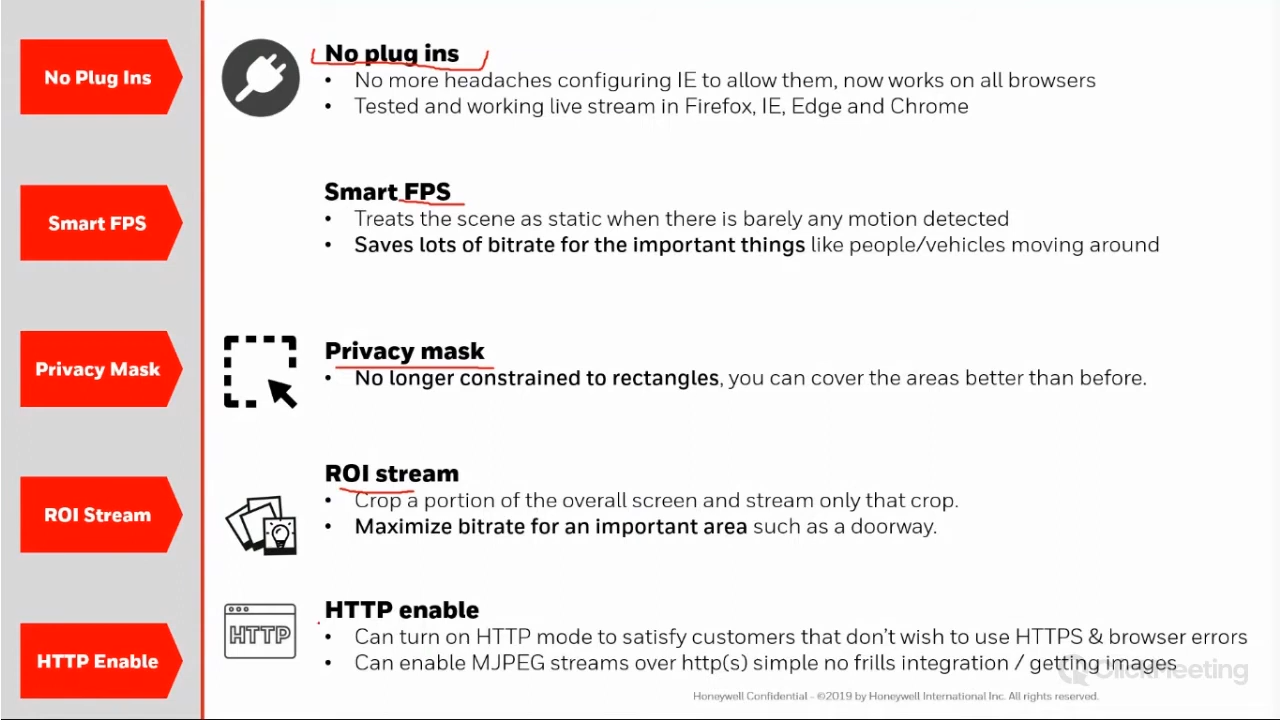 No Plug Ins
No plug ins
• No more headaches configuring IE to allow them, now works on all browsers
• Tested and working live stream in Firefox, IE, Edge and Chrome
Smart FPS
Smart FPS
• Treats the scene as static when there is barely any motion detected
• Saves lots of bitrate for the important things like people/vehicles moving around
Privacy Mask
Privacy mask
• No longer constrained to rectangles, you can cover the areas better than before.
ROI Stream
ROI stream
• Crop a portion of the overall screen and stream only that crop.
• Maximize bitrate for an important area such as a doorway.
HTTP Enable
HTTP
HTTP enable
• Can turn on HTTP mode to satisfy customers that don’t wish to use HTTPS & browser errors
• Can enable MJPEG streams over http(s) simple no frills integration / getting images
ClickMeeting
Honeywell Confidential - ©2019 by Honeywell International Inc. All rights reserved.